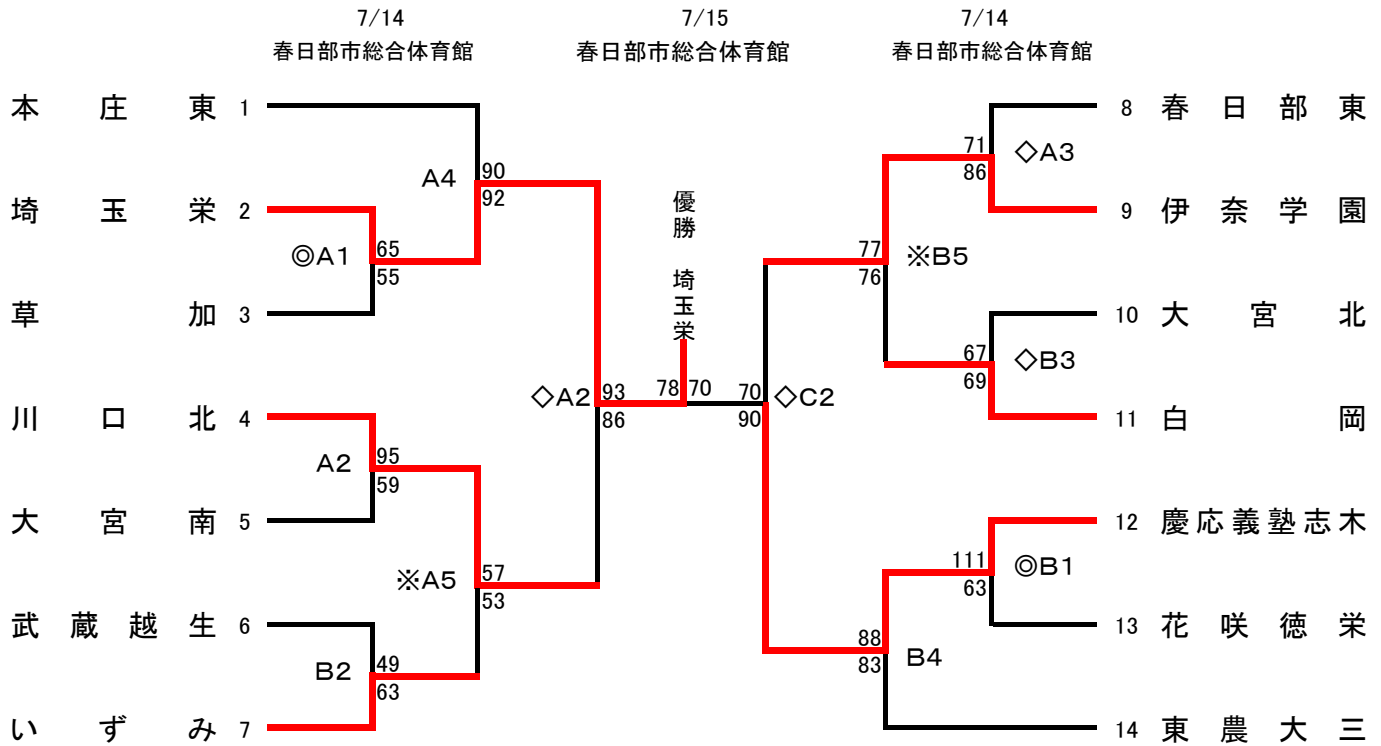 7/14 7/15 7/14
春日部市総合体育館 春日部市総合体育館 春日部市総合体育館
本庄東 1
埼玉栄 2
草加 3
川口北 4
大宮南 5
武蔵越生 6
いずみ 7
◎A1 65 55
A2 95 59
B2 49 63
A4 90 92
※A5 57 53
◇A2 93 86
優勝 埼玉栄
78 70
◇C2 70 90
※B5 77 76
B4 88 83
◇A3 71 86
◇B3 67 69
◎B1 111 63
8 春日部東
9 伊奈学園
10 大宮北
11 白岡
12 慶応義塾志木
13 花咲徳栄
14 東農大三